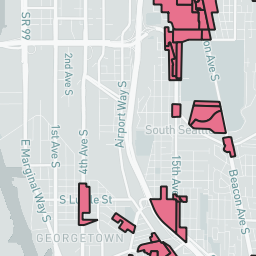 SR 99
2nd Ave S
Airport Way S
Ave S
1st Ave S
4th Ave S
South Seattle
15th Ave
Beacon Ave S
E Marginal Way S
S Lucile St
GEORGETOWN